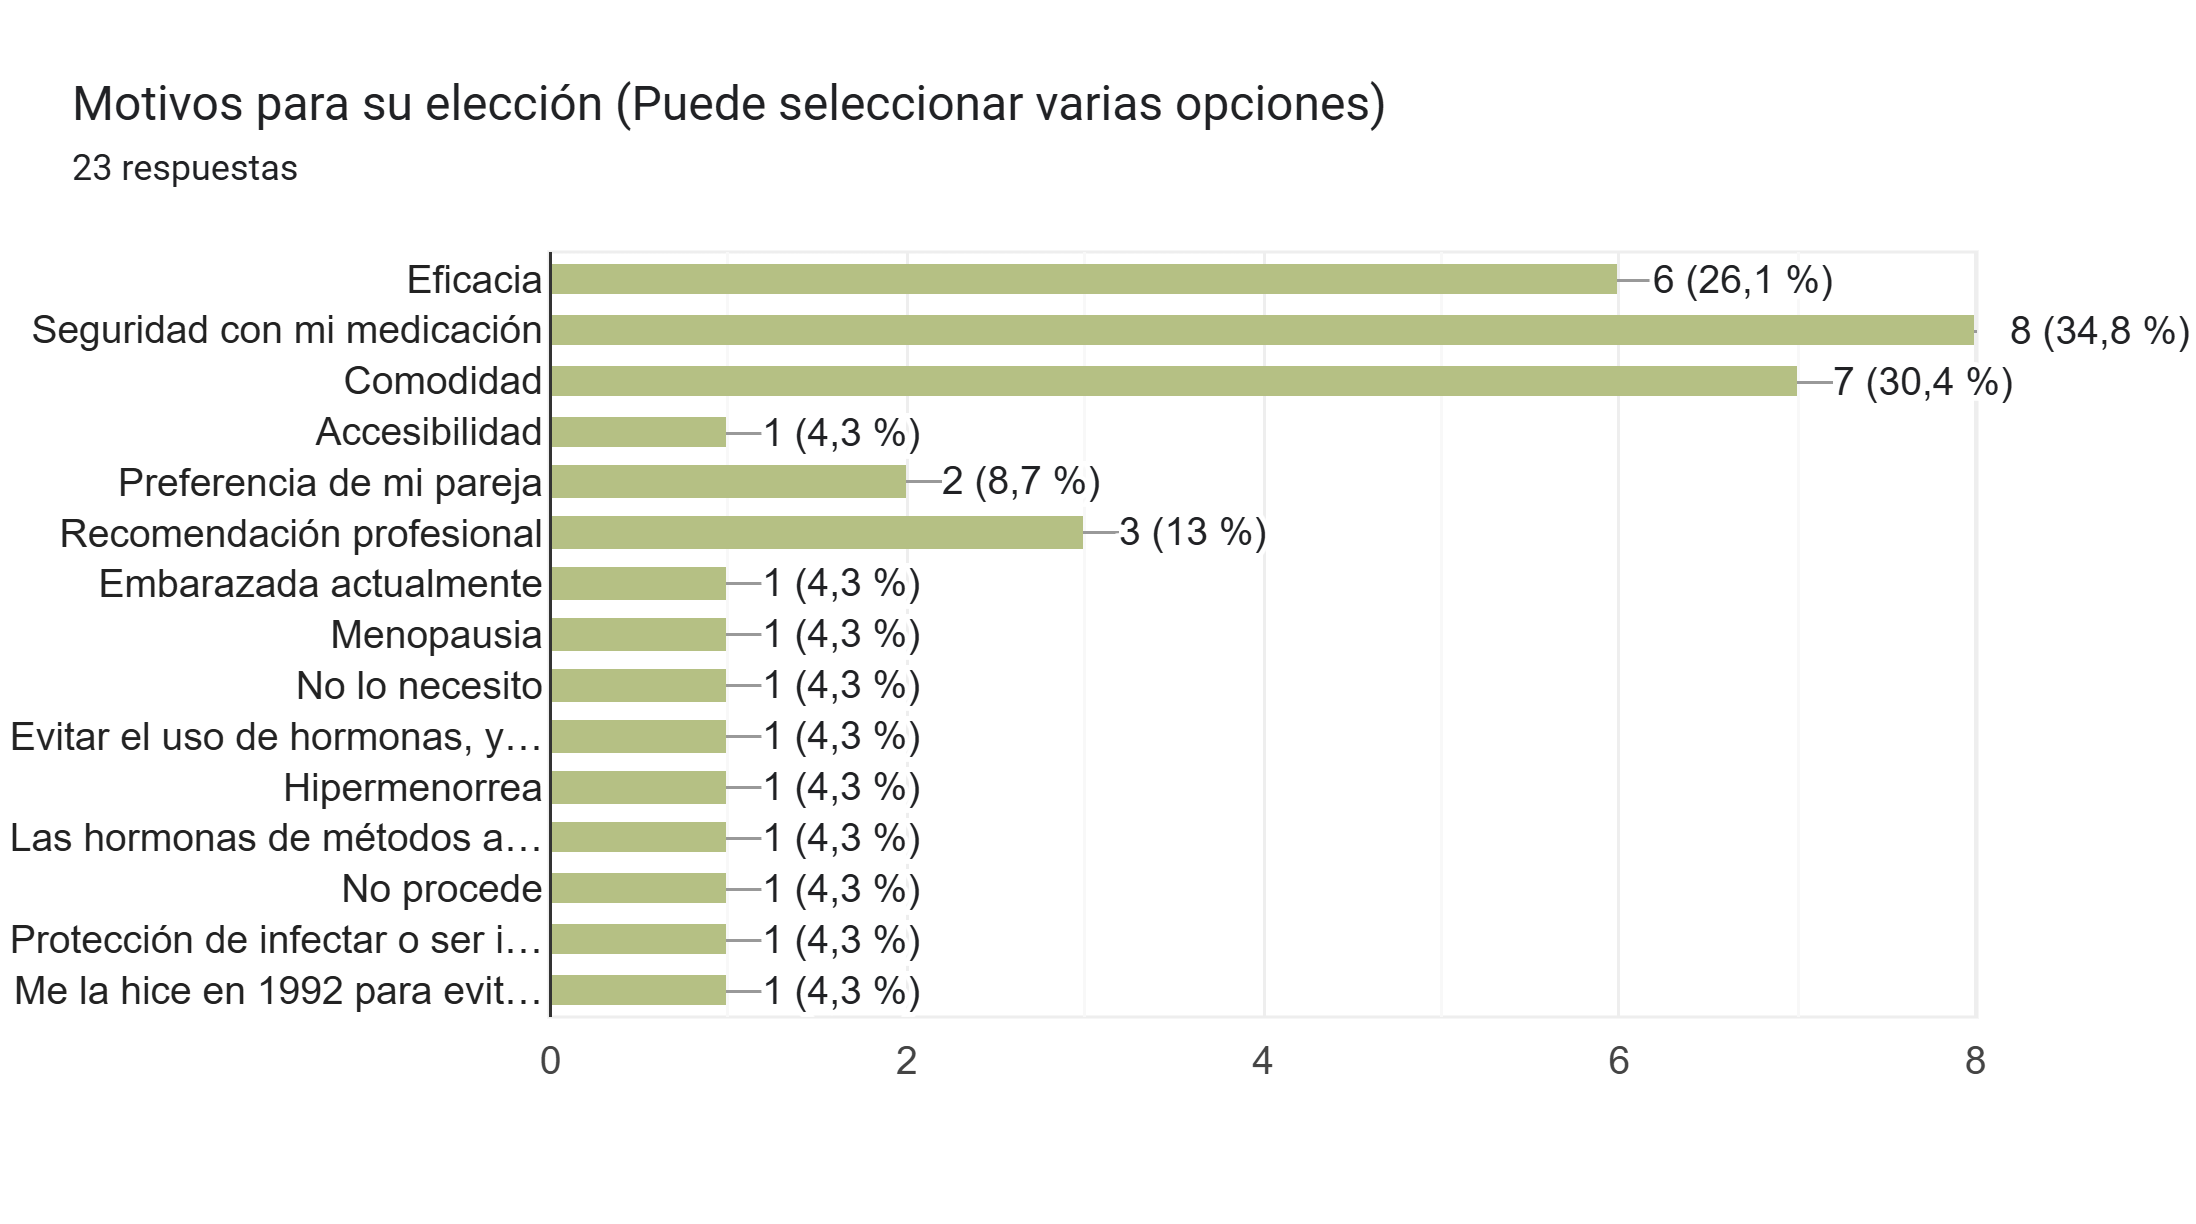 Motivos para su elección (Puede seleccionar varias opciones)
23 respuestas
Eficacia 6 (26,1 %)
Seguridad con mi medicación 8 (34,8 %)
Comodidad 7 (30,4 %)
Accesibilidad 1 (4,3 %)
Preferencia de mi pareja 2 (8,7 %)
Recomendación profesional 3 (13 %)
Embarazada actualmente 1 (4,3 %)
Menopausia 1 (4,3 %)
No lo necesito 1 (4,3 %)
Evitar el uso de hormonas, y… 1 (4,3 %)
Hipermenorrea 1 (4,3 %)
Las hormonas de métodos a… 1 (4,3 %)
No procede 1 (4,3 %)
Protección de infectar o ser i… 1 (4,3 %)
Me la hice en 1992 para evit… 1 (4,3 %)
0 2 4 6 8